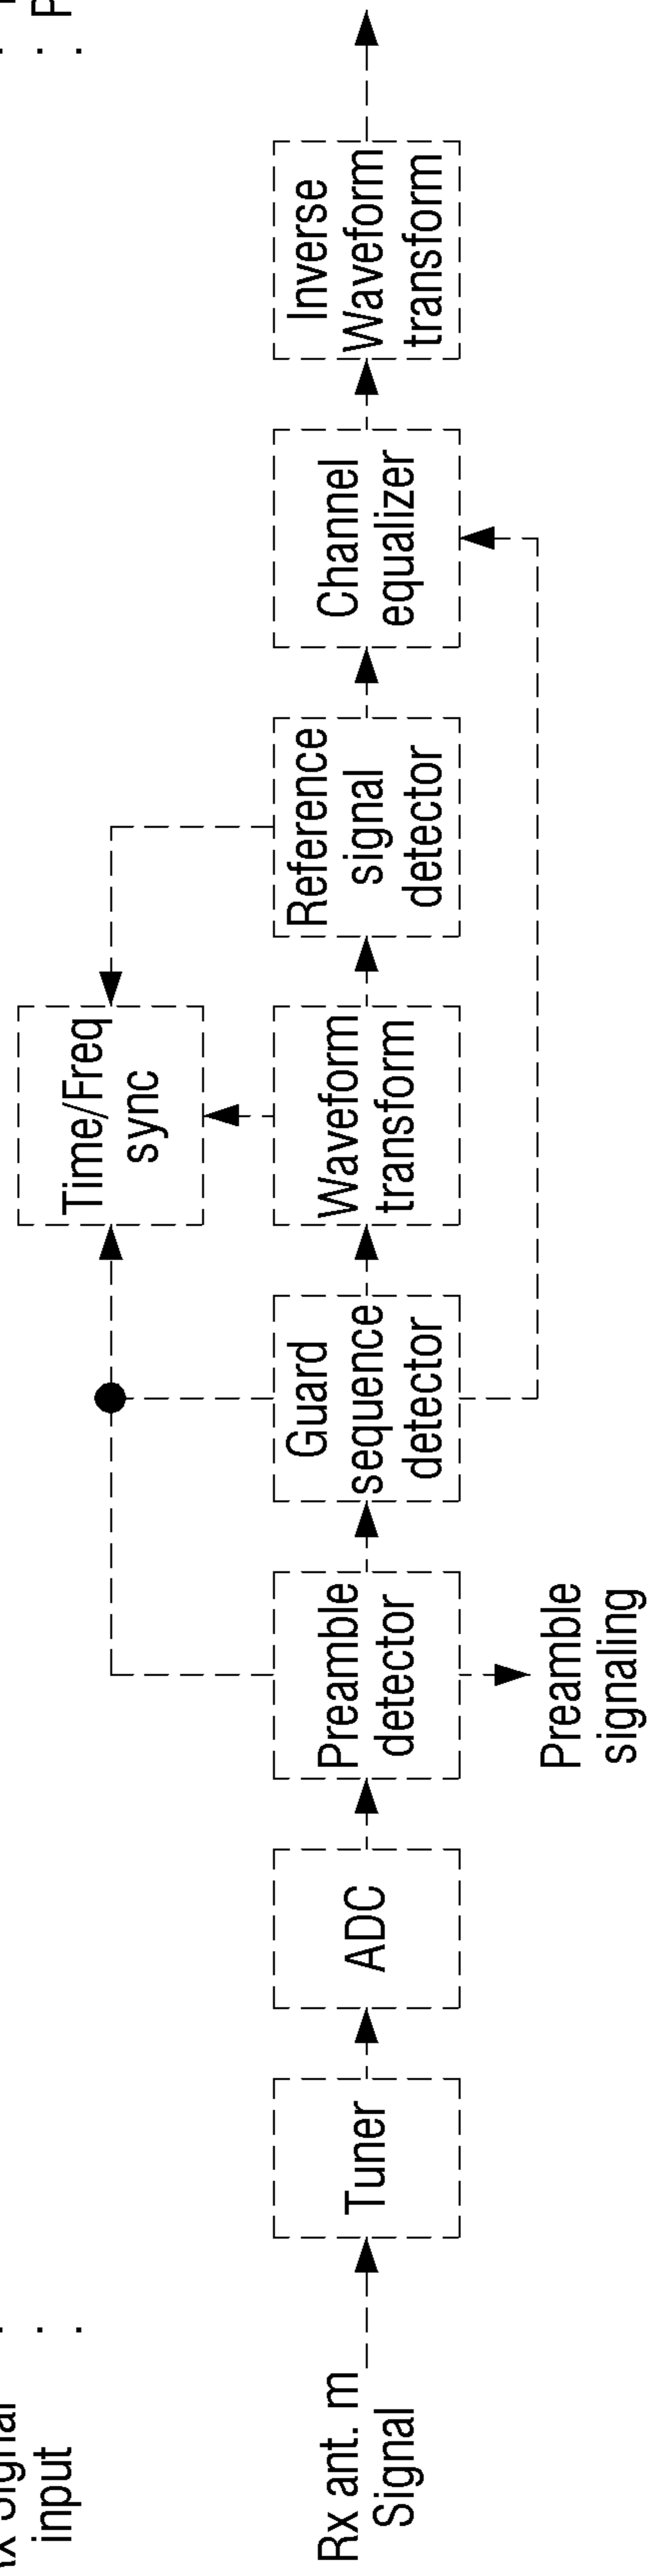 input
Rx ant. m
Signal
Tuner
ADC
Preamble
detector
Preamble
signaling
Guard
sequence
detector
Time/Freq
sync
Waveform
transform
Reference
signal
detector
Channel
equalizer
Inverse
Waveform
transform